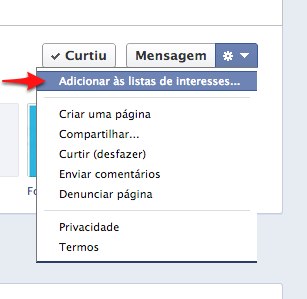 Curtiu Mensagem
Adicionar às listas de interesses...
Criar uma página
Compartilhar...
Curtir (desfazer)
Enviar comentários
Denunciar página
Fo
Privacidade
Termos